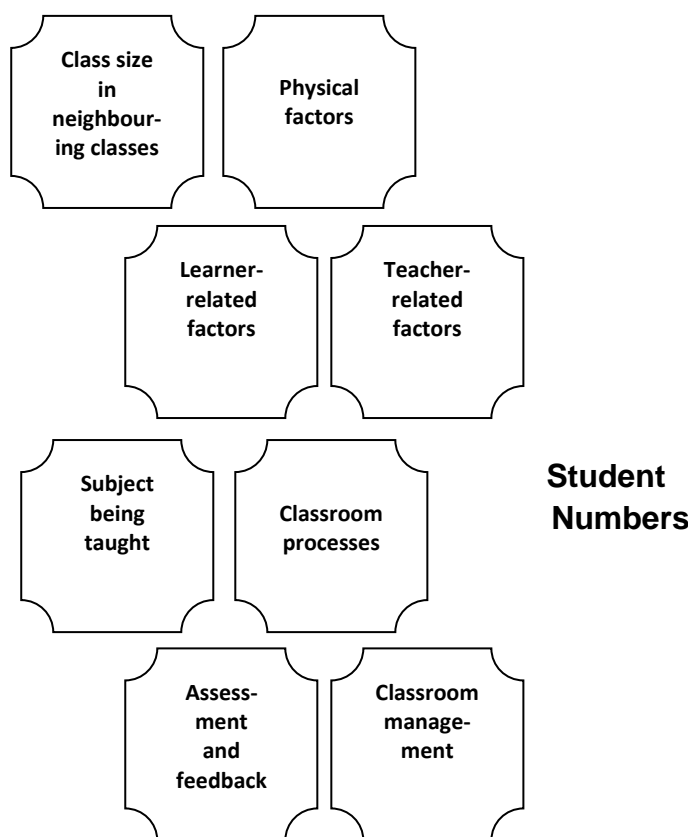 Class size
in
neighbour-
ing classes
Physical
factors
Learner-
related
factors
Teacher-
related
factors
Subject
being
taught
Classroom
processes
Student
Numbers
Assess-
ment
and
feedback
Classroom
manage-
ment